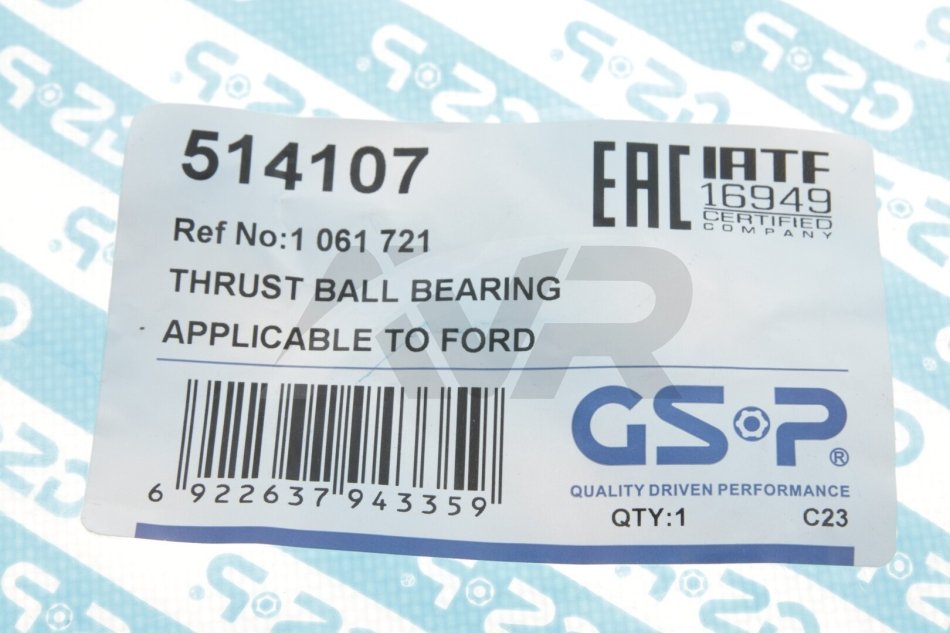 514107
EAC
IATF
16949
CERTIFIED
COMPANY
Ref No:1 061 721
THRUST BALL BEARING
APPLICABLE TO FORD
AVR
6 922637 943359
GSP®
QUALITY DRIVEN PERFORMANCE
QTY:1 C23